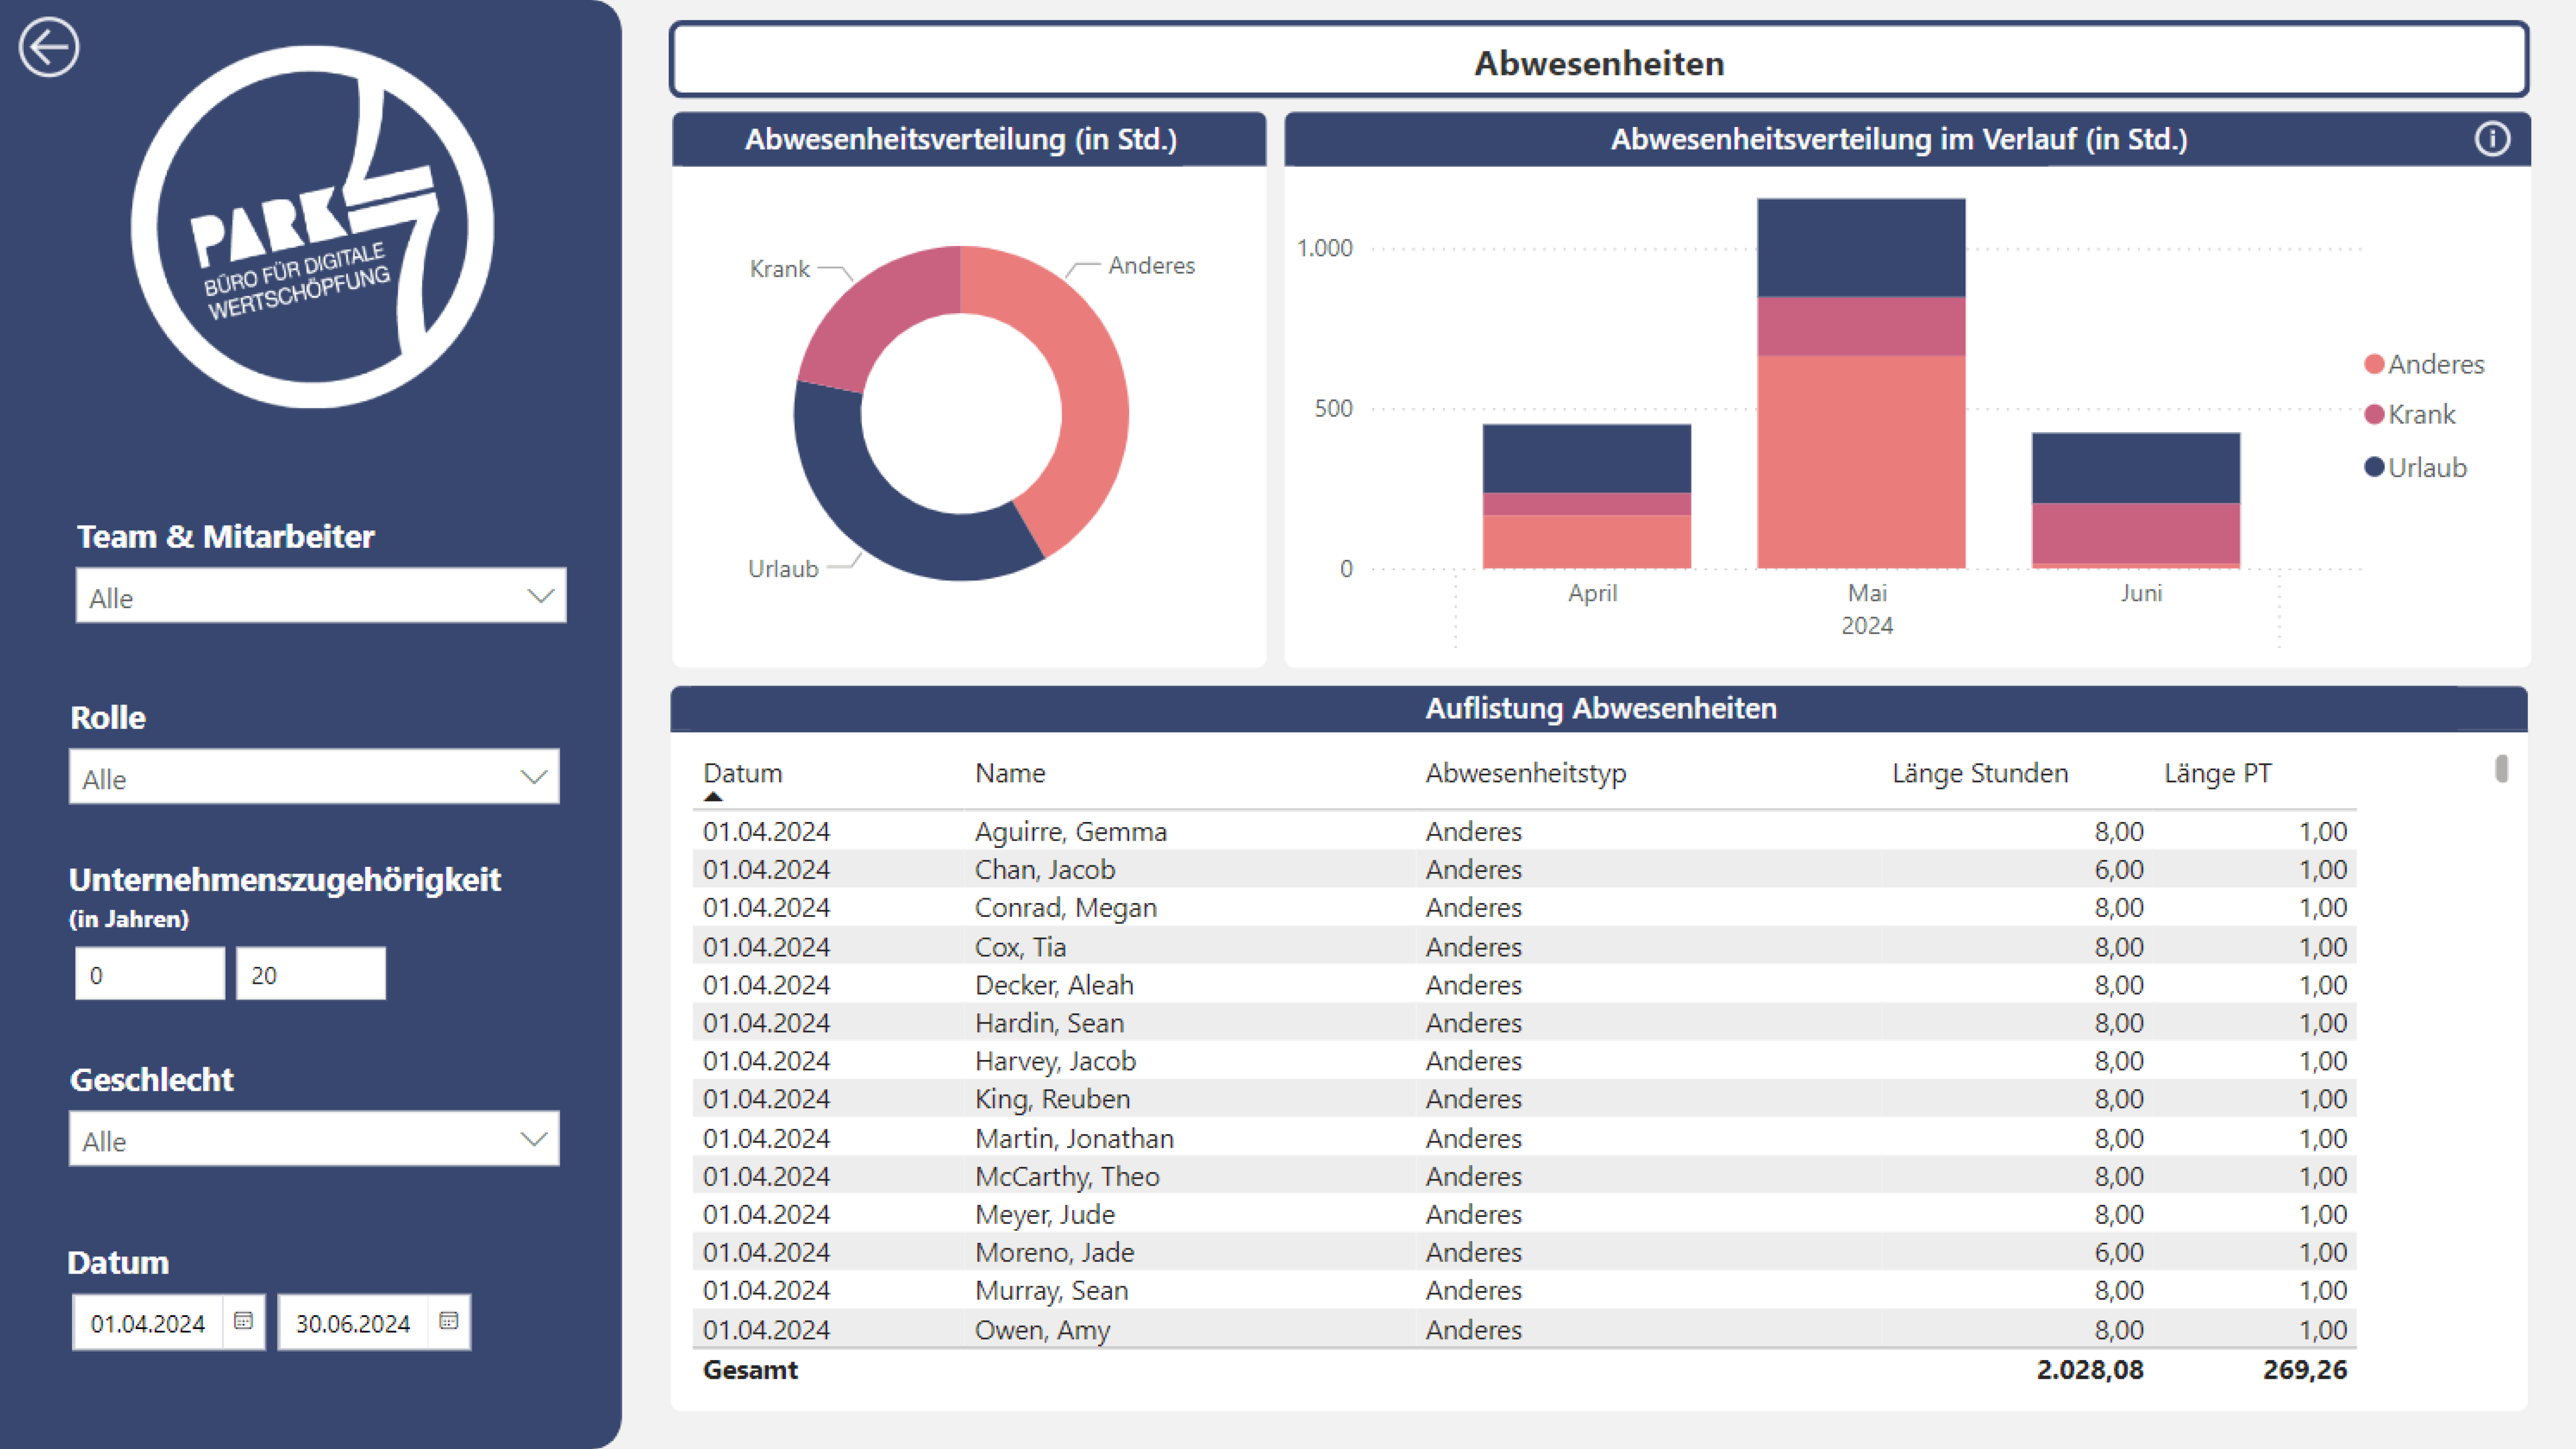 PARK
BÜRO FÜR DIGITALE
WERTSCHÖPFUNG
Team & Mitarbeiter
Alle
Rolle
Alle
Unternehmenszugehörigkeit
(in Jahren)
0 20
Geschlecht
Alle
Datum
01.04.2024 30.06.2024
Abwesenheiten
Abwesenheitsverteilung (in Std.)
Krank Anderes
Urlaub
Abwesenheitsverteilung im Verlauf (in Std.)
1.000
500
0
April Mai Juni
2024
Anderes
Krank
Urlaub
Auflistung Abwesenheiten
Datum Name Abwesenheitstyp Länge Stunden Länge PT
01.04.2024 Aguirre, Gemma Anderes 8,00 1,00
01.04.2024 Chan, Jacob Anderes 6,00 1,00
01.04.2024 Conrad, Megan Anderes 8,00 1,00
01.04.2024 Cox, Tia Anderes 8,00 1,00
01.04.2024 Decker, Aleah Anderes 8,00 1,00
01.04.2024 Hardin, Sean Anderes 8,00 1,00
01.04.2024 Harvey, Jacob Anderes 8,00 1,00
01.04.2024 King, Reuben Anderes 8,00 1,00
01.04.2024 Martin, Jonathan Anderes 8,00 1,00
01.04.2024 McCarthy, Theo Anderes 8,00 1,00
01.04.2024 Meyer, Jude Anderes 8,00 1,00
01.04.2024 Moreno, Jade Anderes 6,00 1,00
01.04.2024 Murray, Sean Anderes 8,00 1,00
01.04.2024 Owen, Amy Anderes 8,00 1,00
Gesamt 2.028,08 269,26